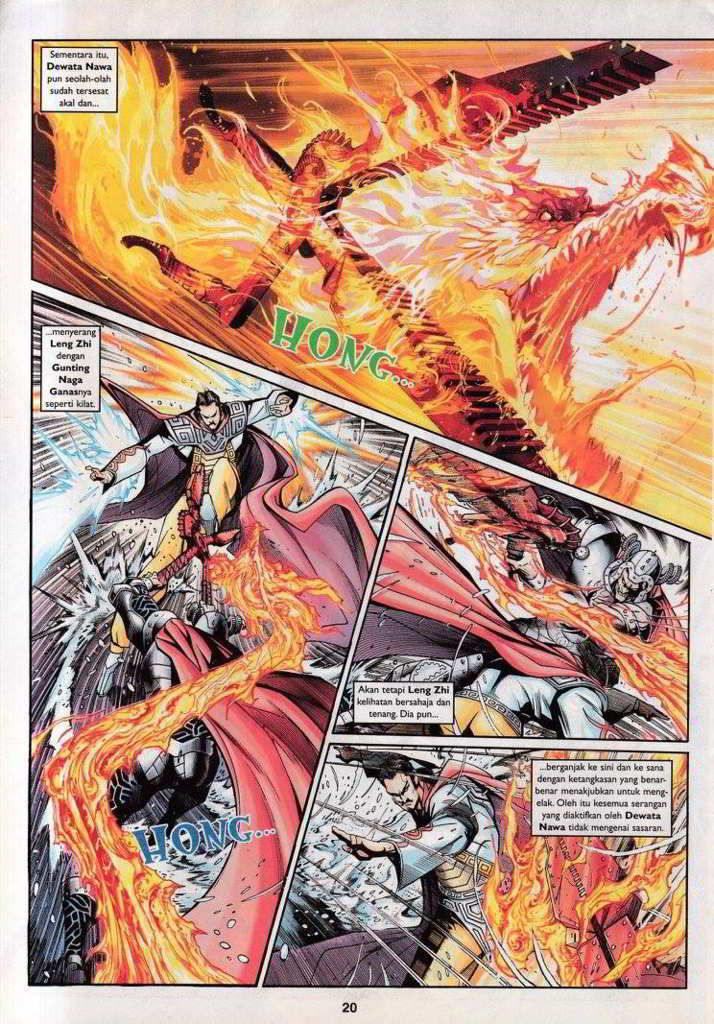 Sementara itu,
Dewata Nawa
pun seolah-olah
sudah tersesat
akal dan...
HONG...
...menyerang
Leng Zhi
dengan
Gunting
Naga
Ganasnya
seperti kilat.
HONG...
Akan tetapi Leng Zhi
kelihatan bersahaja dan
tenang. Dia pun...
...berganjak ke sini dan ke sana
dengan ketangkasan yang benar-
benar menakjubkan untuk meng-
elak. Oleh itu kesemua serangan
yang diaktifkan oleh Dewata
Nawa tidak mengenai sasaran.
20